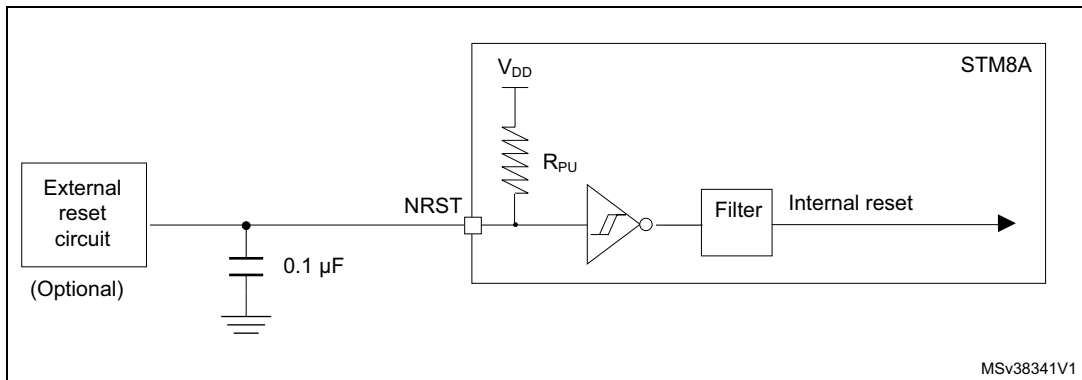 V_DD
STM8A
R_PU
External
reset
circuit
(Optional)
NRST
0.1 µF
Filter
Internal reset
MSv38341V1